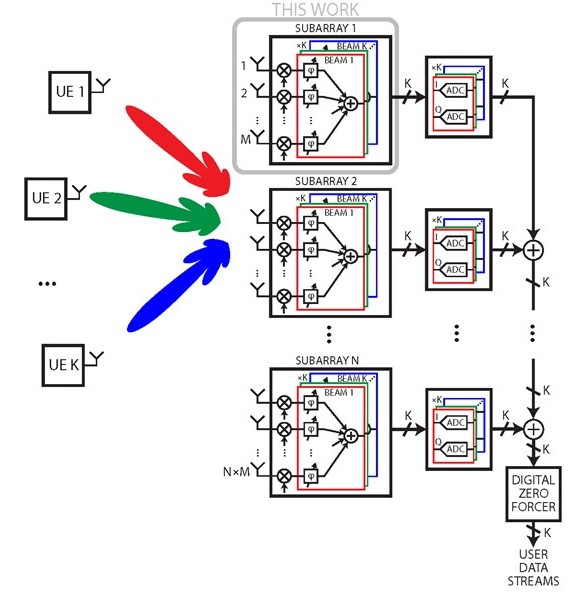 THIS WORK
SUBARRAY 1
×K BEAM K
BEAM 1
1
φ
2
φ
M
φ
K
×K
I ADC
Q ADC
K
UE 1
UE 2
UE K
SUBARRAY 2
×K BEAM K
BEAM 1
φ
φ
φ
K
×K
I ADC
Q ADC
K
K
SUBARRAY N
×K BEAM K
BEAM 1
φ
φ
N×M
φ
K
×K
I ADC
Q ADC
K
K
K
DIGITAL
ZERO
FORCER
K
USER
DATA
STREAMS